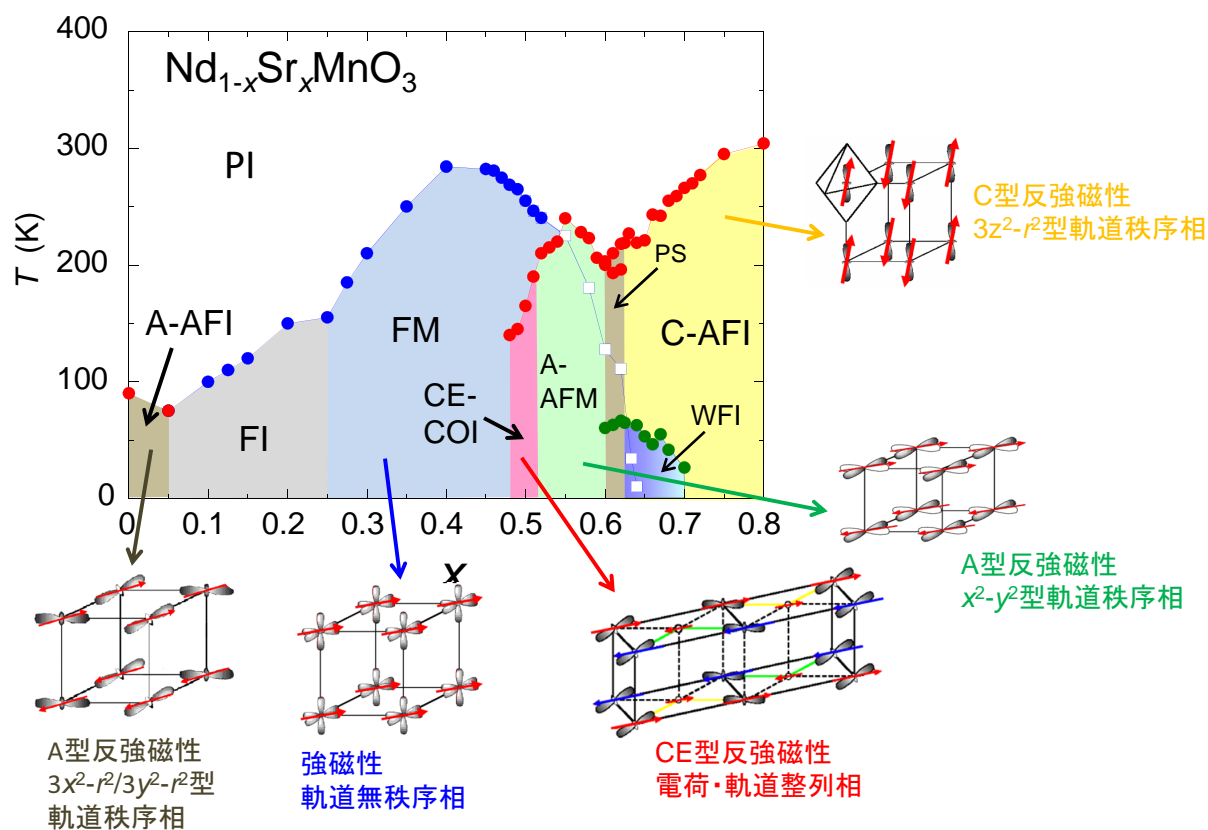 400
300
200
100
0
T (K)
Nd1-xSrxMnO3
PI
A-AFI
FI
FM
CE-
COI
A-
AFM
PS
C-AFI
WFI
0 0.1 0.2 0.3 0.4 0.5 0.6 0.7 0.8
x
C型反強磁性
3z²-r²型軌道秩序相
A型反強磁性
x²-y²型軌道秩序相
A型反強磁性
3x²-r²/3y²-r²型
軌道秩序相
強磁性
軌道無秩序相
CE型反強磁性
電荷・軌道整列相